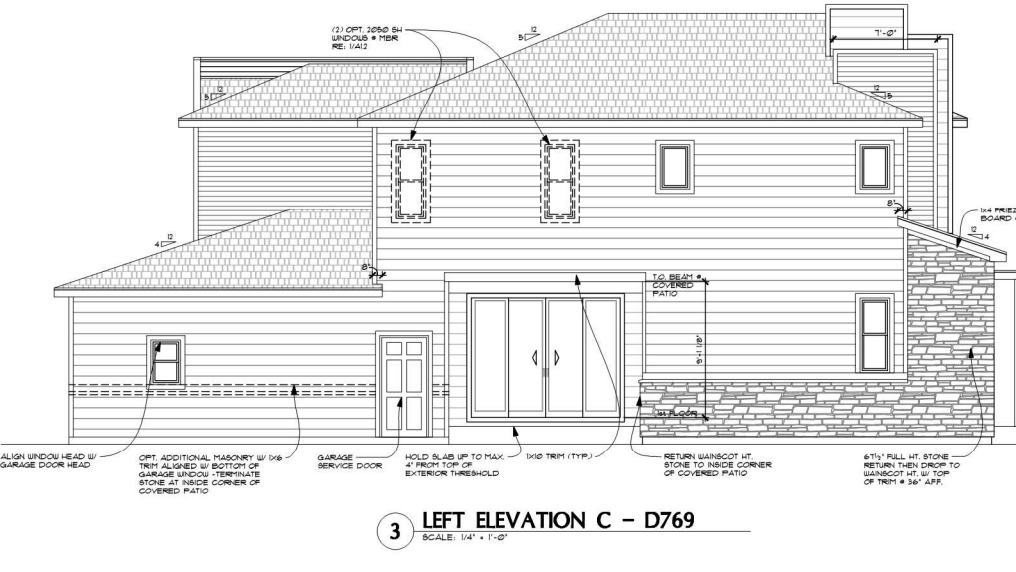 (2) OPT. 2050 SH
WINDOWS @ MBR
RE: 1/A1.2
12
5
7'-0"
12
5
12
5
8"
1x4 FRIEZ
BOARD
12
4
12
4
8"
T.O. BEAM @
COVERED
PATIO
9'-1 1/8"
1st FLOOR
ALIGN WINDOW HEAD W/
GARAGE DOOR HEAD
OPT. ADDITIONAL MASONRY W/ 1X6
TRIM ALIGNED W/ BOTTOM OF
GARAGE WINDOW -TERMINATE
STONE AT INSIDE CORNER OF
COVERED PATIO
GARAGE
SERVICE DOOR
HOLD SLAB UP TO MAX.
4" FROM TOP OF
EXTERIOR THRESHOLD
1X10 TRIM (TYP.)
RETURN WAINSCOT HT.
STONE TO INSIDE CORNER
OF COVERED PATIO
67½" FULL HT. STONE
RETURN THEN DROP TO
WAINSCOT HT. W/ TOP
OF TRIM @ 36" AFF.
3
LEFT ELEVATION C - D769
SCALE: 1/4" = 1'-0"